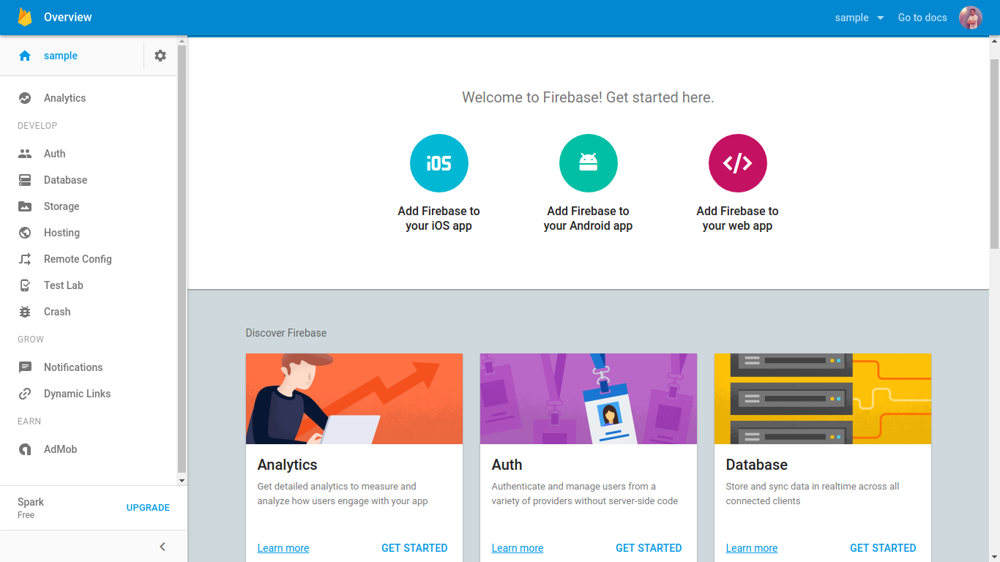 Overview
sample
Go to docs
sample
Analytics
DEVELOP
Auth
Database
Storage
Hosting
Remote Config
Test Lab
Crash
GROW
Notifications
Dynamic Links
EARN
AdMob
Spark
Free
UPGRADE
Welcome to Firebase! Get started here.
iOS
Add Firebase to
your iOS app
Add Firebase to
your Android app
</>
Add Firebase to
your web app
Discover Firebase
Analytics
Get detailed analytics to measure and
analyze how users engage with your app
Learn more
GET STARTED
Auth
Authenticate and manage users from a
variety of providers without server-side code
Learn more
GET STARTED
Database
Store and sync data in realtime across all
connected clients
Learn more
GET STARTED